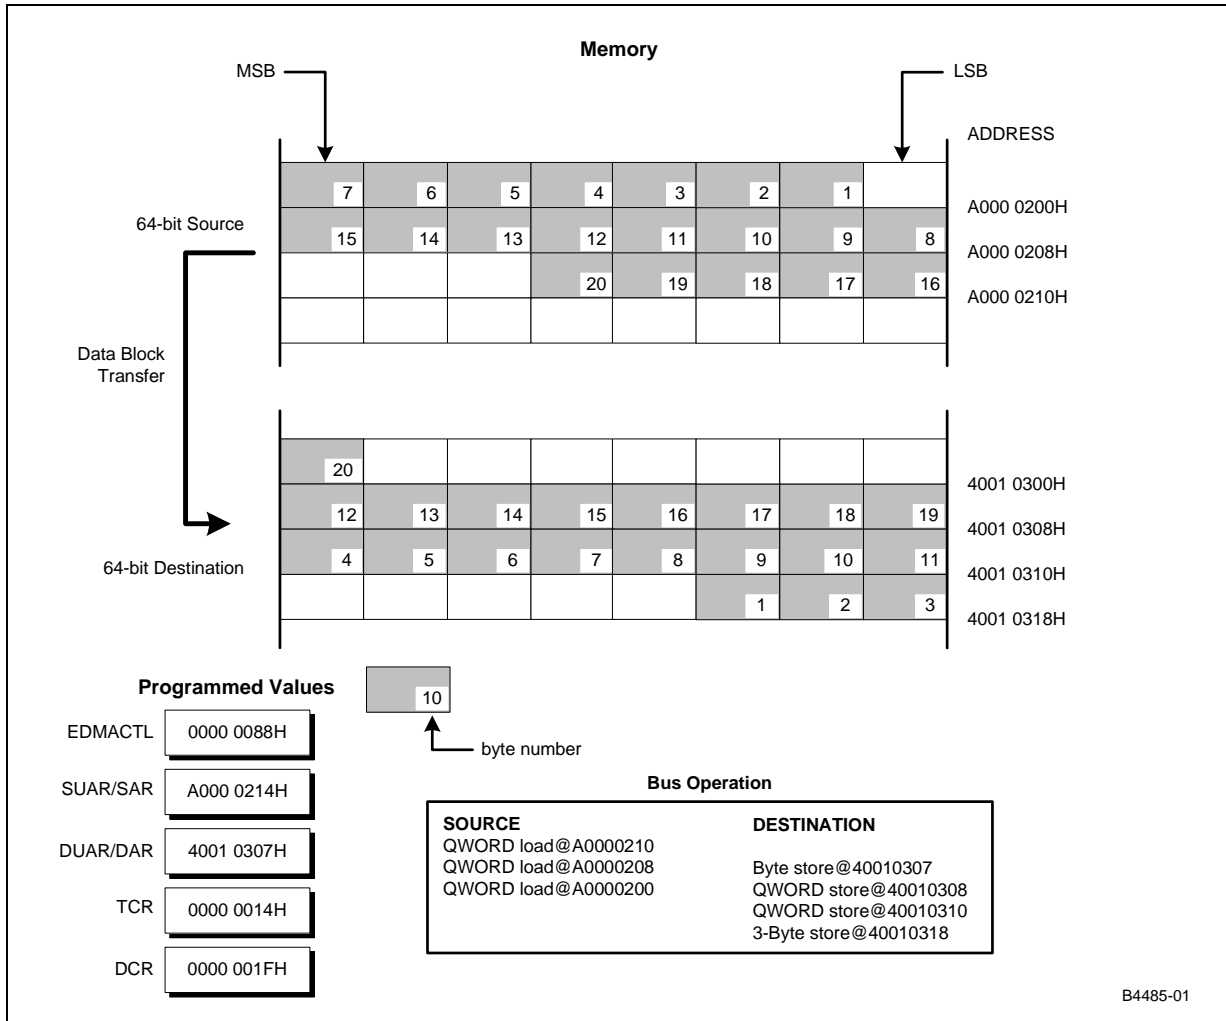 Memory
MSB
LSB
ADDRESS
7 6 5 4 3 2 1
A000 0200H
64-bit Source
15 14 13 12 11 10 9 8
A000 0208H
20 19 18 17 16
A000 0210H
Data Block
Transfer
20
4001 0300H
12 13 14 15 16 17 18 19
4001 0308H
64-bit Destination
4 5 6 7 8 9 10 11
4001 0310H
1 2 3
4001 0318H
Programmed Values
10
byte number
EDMACTL 0000 0088H
SUAR/SAR A000 0214H
DUAR/DAR 4001 0307H
TCR 0000 0014H
DCR 0000 001FH
Bus Operation
SOURCE
QWORD load@A0000210
QWORD load@A0000208
QWORD load@A0000200
DESTINATION
Byte store@40010307
QWORD store@40010308
QWORD store@40010310
3-Byte store@40010318
B4485-01